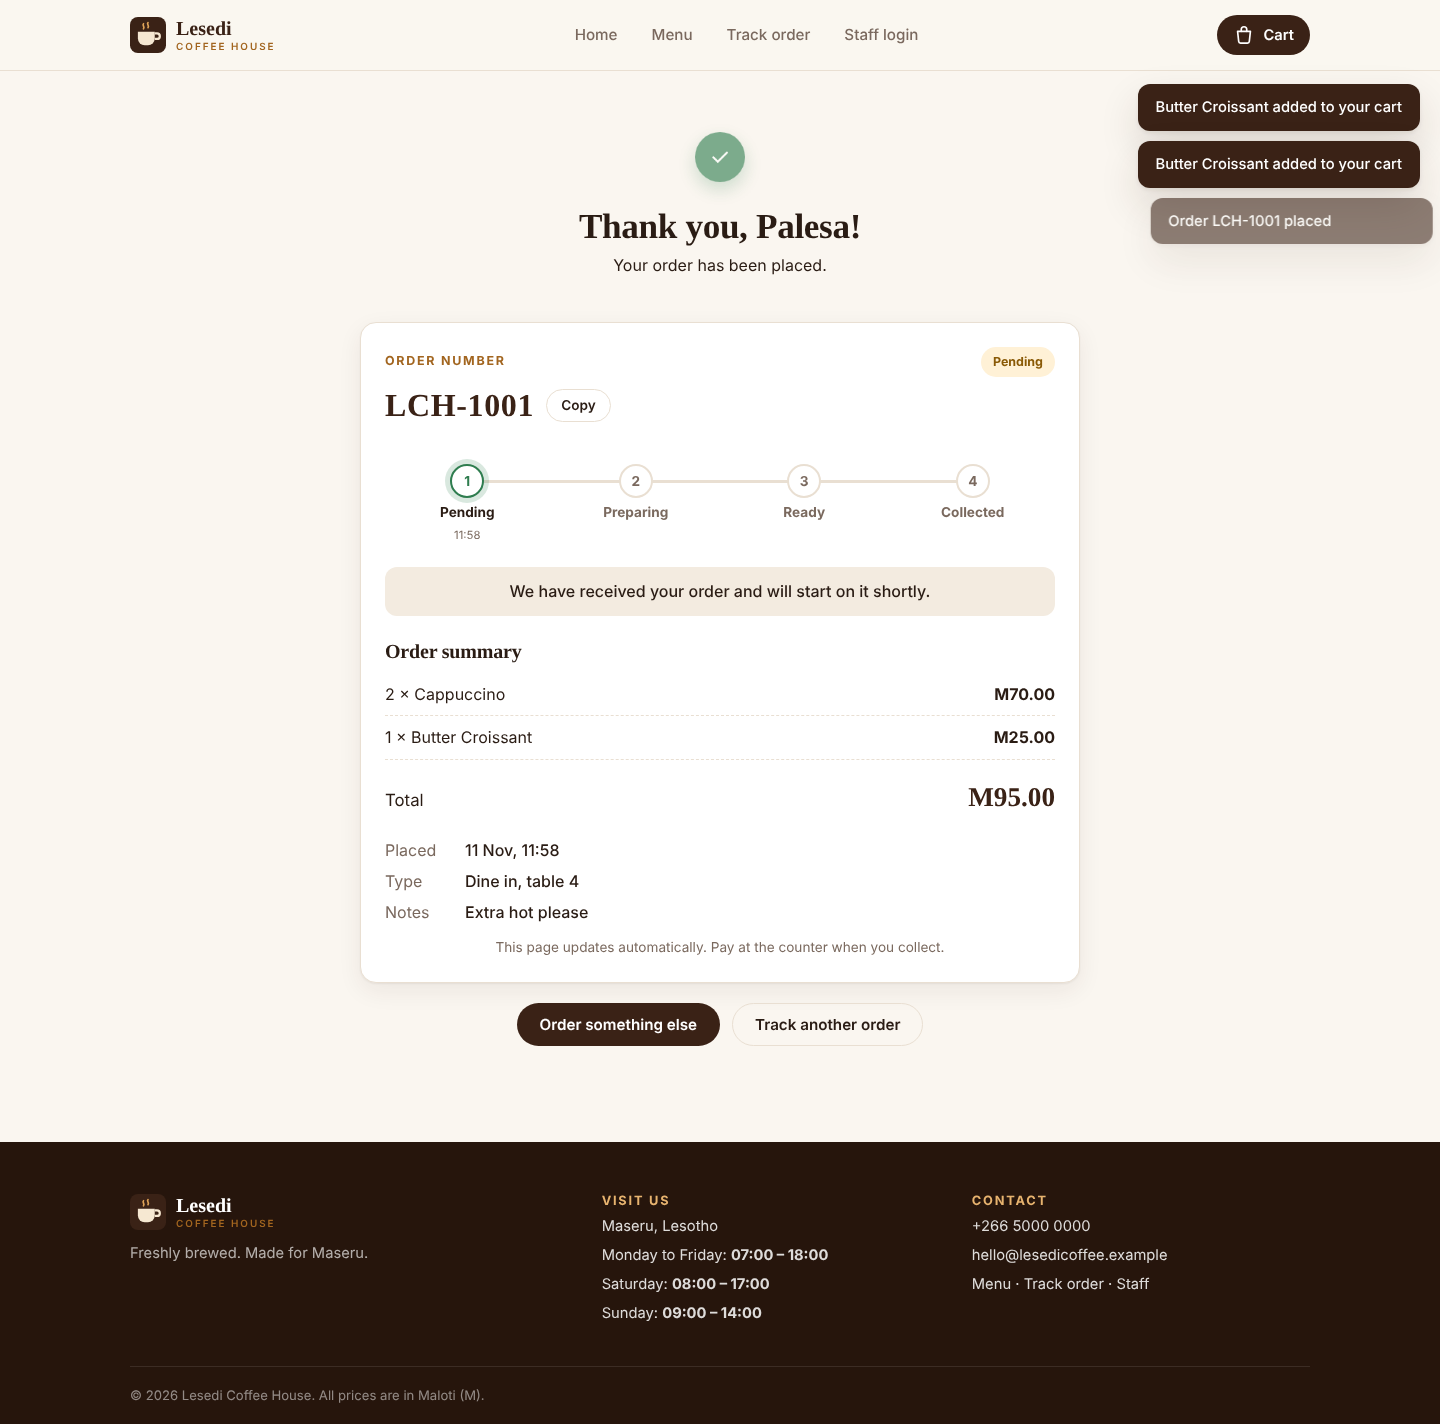 Lesedi
COFFEE HOUSE
Home Menu Track order Staff login
Cart
Butter Croissant added to your cart
Butter Croissant added to your cart
Order LCH-1001 placed
Thank you, Palesa!
Your order has been placed.
ORDER NUMBER
Pending
LCH-1001 Copy
1 2 3 4
Pending Preparing Ready Collected
11:58
We have received your order and will start on it shortly.
Order summary
2 × Cappuccino M70.00
1 × Butter Croissant M25.00
Total M95.00
Placed 11 Nov, 11:58
Type Dine in, table 4
Notes Extra hot please
This page updates automatically. Pay at the counter when you collect.
Order something else Track another order
Lesedi
COFFEE HOUSE
Freshly brewed. Made for Maseru.
VISIT US
Maseru, Lesotho
Monday to Friday: 07:00 – 18:00
Saturday: 08:00 – 17:00
Sunday: 09:00 – 14:00
CONTACT
+266 5000 0000
hello@lesedicoffee.example
Menu · Track order · Staff
© 2026 Lesedi Coffee House. All prices are in Maloti (M).